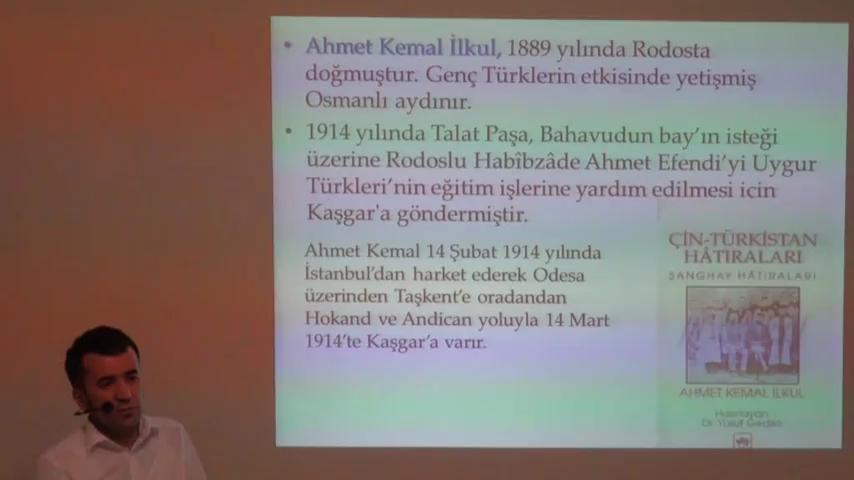 • Ahmet Kemal İlkul, 1889 yılında Rodosta
doğmuştur. Genç Türklerin etkisinde yetişmiş
Osmanlı aydınır.
• 1914 yılında Talat Paşa, Bahavudun bay'ın isteği
üzerine Rodoslu Habîbzâde Ahmet Efendi'yi Uygur
Türkleri'nin eğitim işlerine yardım edilmesi icin
Kaşgar'a göndermiştir.
Ahmet Kemal 14 Şubat 1914 yılında
İstanbul'dan harket ederek Odesa
üzerinden Taşkent'e oradandan
Hokand ve Andican yoluyla 14 Mart
1914'te Kaşgar'a varır.
ÇİN-TÜRKİSTAN
HÂTIRALARI
ŞANGHAY HÂTIRALARI
AHMET KEMAL İLKUL
Hazırlayan
Dr. Yusuf Gedikli